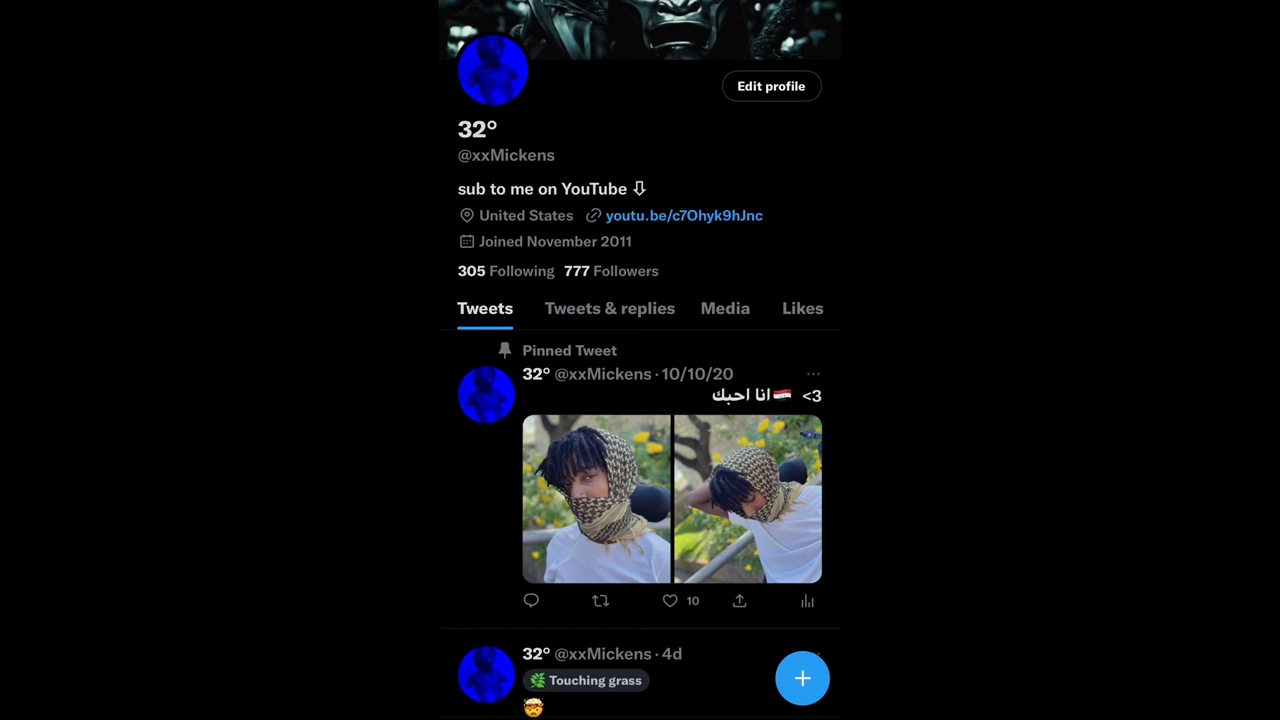 Edit profile
32°
@xxMickens
sub to me on YouTube ⇩
United States youtu.be/c7Ohyk9hJnc
Joined November 2011
305 Following 777 Followers
Tweets Tweets & replies Media Likes
Pinned Tweet
32° @xxMickens · 10/10/20 ...
<3 🇸🇾انا احبك
10
32° @xxMickens · 4d
🌿 Touching grass
🤯